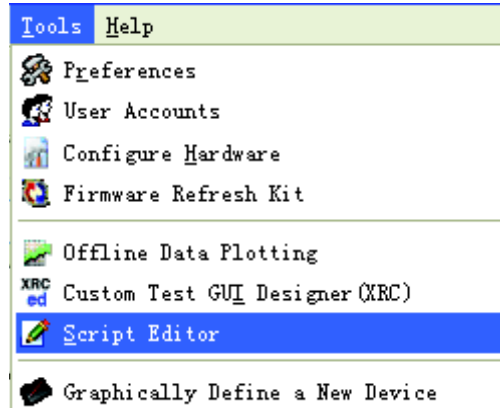 Tools Help
Preferences
User Accounts
Configure Hardware
Firmware Refresh Kit
Offline Data Plotting
XRC ed Custom Test GUI Designer(XRC)
Script Editor
Graphically Define a New Device